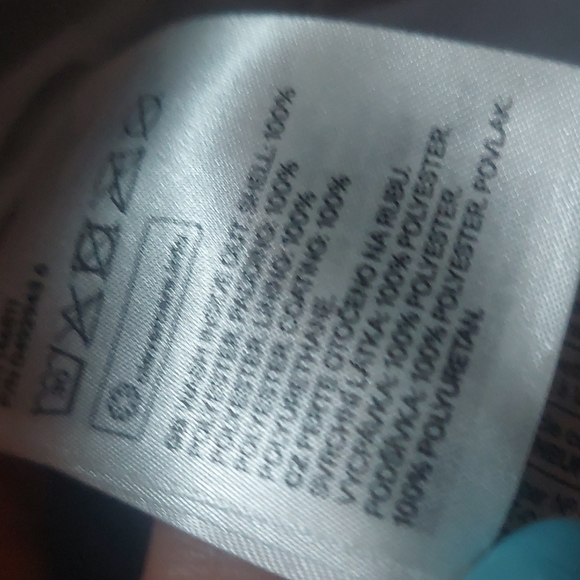 30
GB WASH INSIDE OUT. SHELL: 100%
POLYESTER. PADDING: 100%
POLYESTER. LINING: 100%
POLYESTER. COATING: 100%
POLYURETHANE.
CZ PERTE OTOČENO NA RUBU.
SVRCHNÍ LÁTKA: 100% POLYESTER.
VYCPÁVKA: 100% POLYESTER.
PODŠÍVKA: 100% POLYESTER. POVLAK:
100% POLYURETAN.